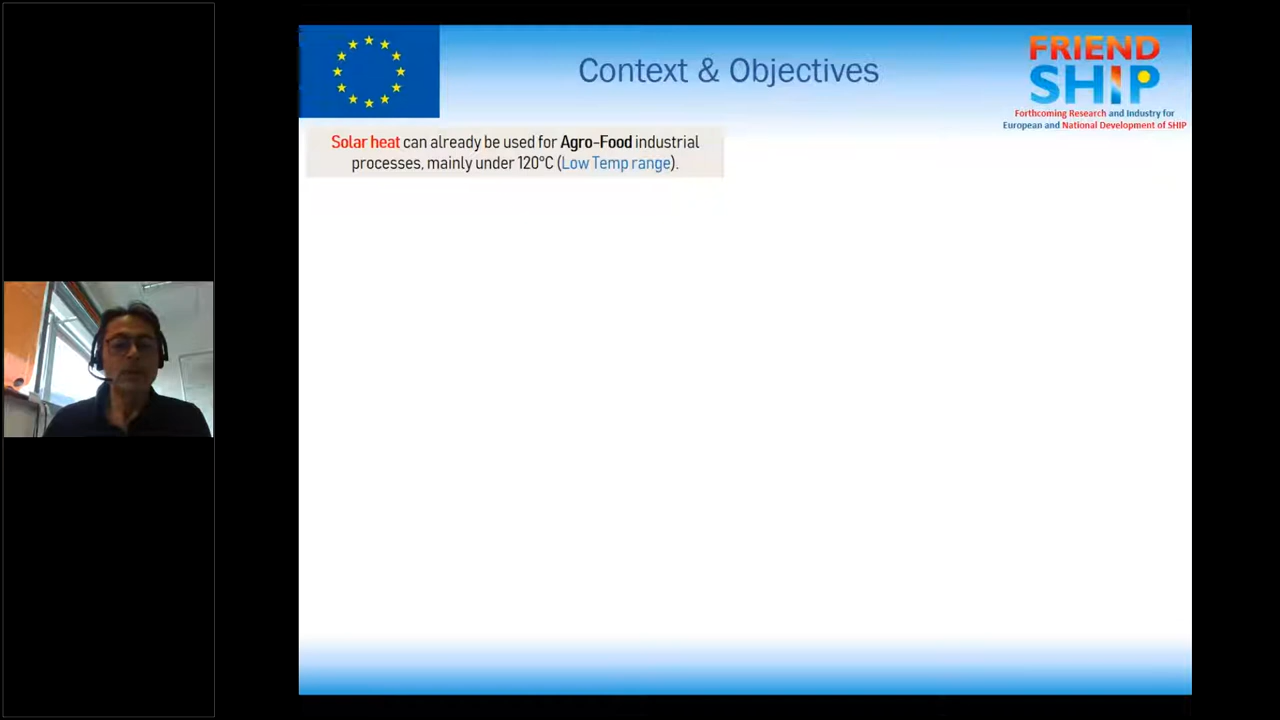 Context & Objectives
FRIEND
SHIP
Forthcoming Research and Industry for
European and National Development of SHIP
Solar heat can already be used for Agro-Food industrial
processes, mainly under 120°C (Low Temp range).